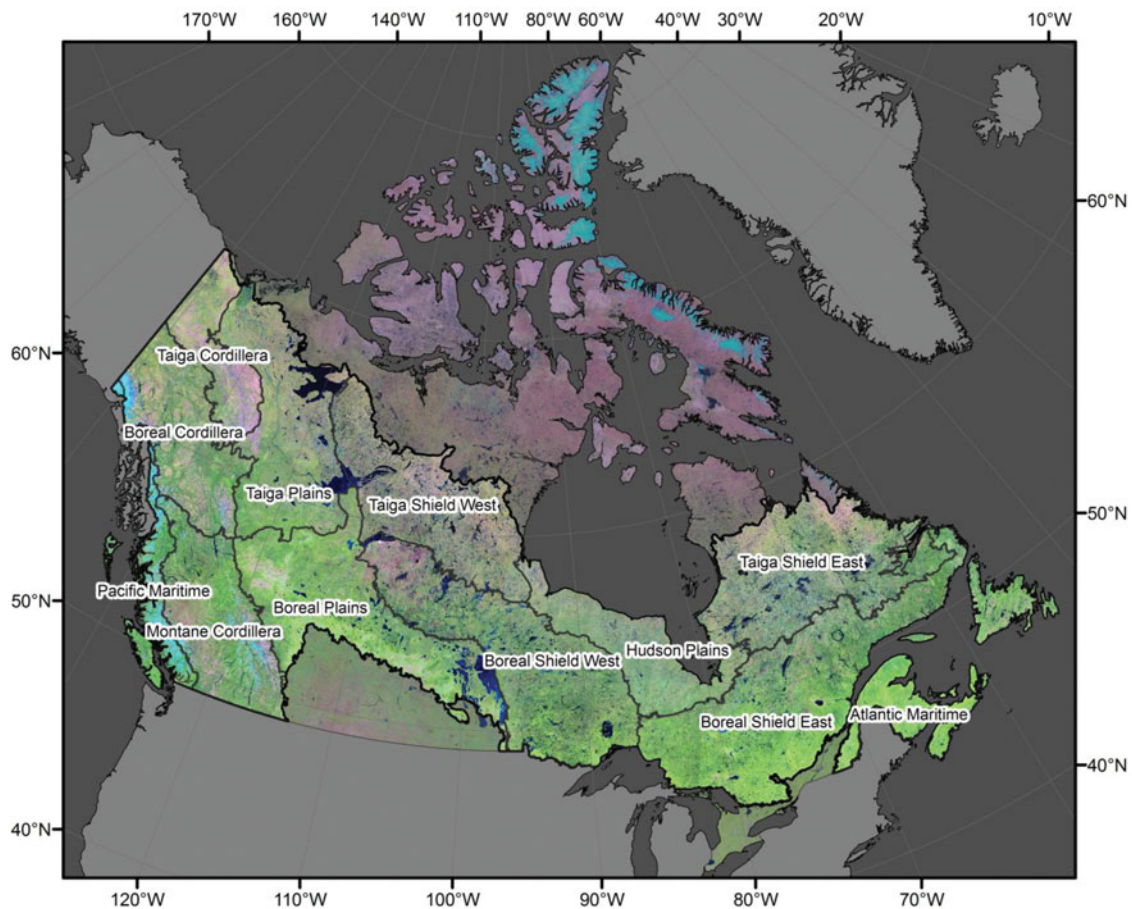 170°W 160°W 140°W 110°W 80°W 60°W 40°W 30°W 20°W 10°W
60°N
60°N
Taiga Cordillera
Boreal Cordillera
Taiga Plains
Taiga Shield West
50°N
Taiga Shield East
Pacific Maritime
50°N
Boreal Plains
Montane Cordillera
Hudson Plains
Boreal Shield West
Boreal Shield East
Atlantic Maritime
40°N
40°N
120°W 110°W 100°W 90°W 80°W 70°W